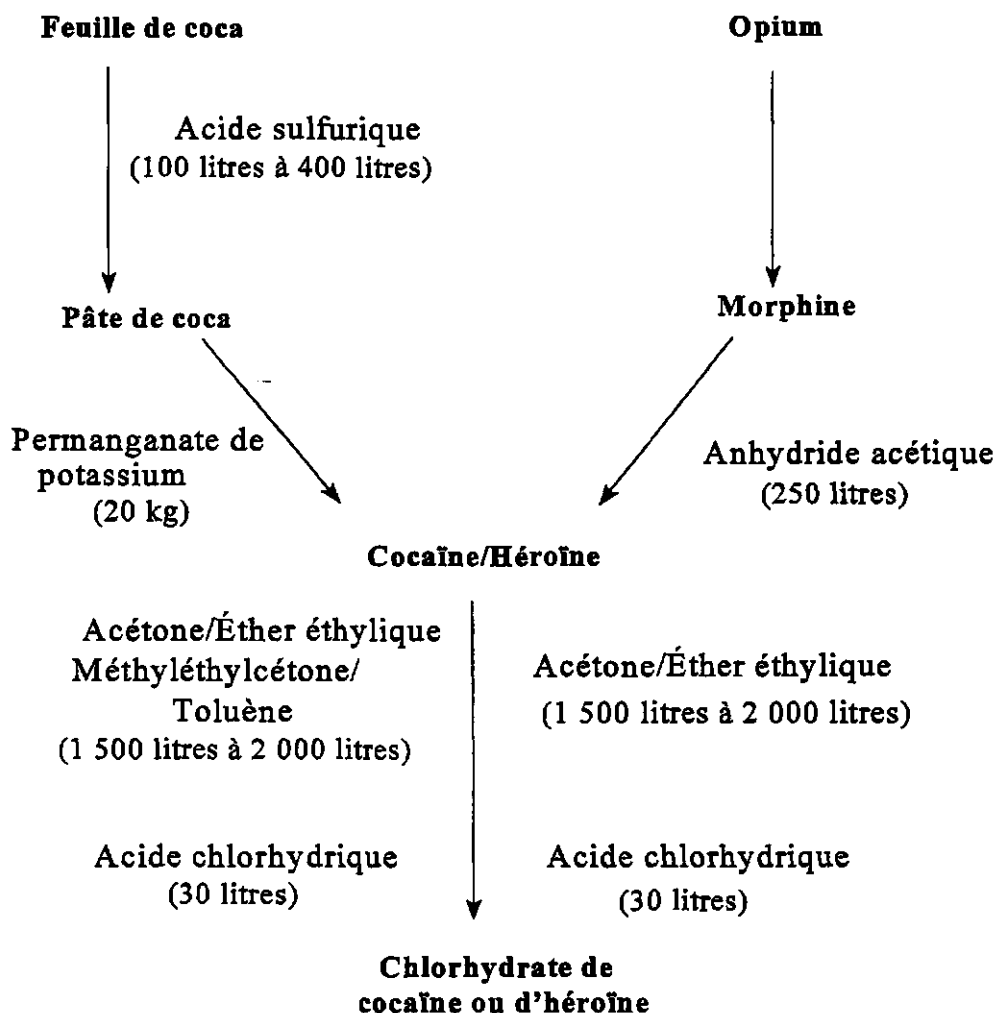 Feuille de coca
Opium
Acide sulfurique
(100 litres à 400 litres)
Pâte de coca
Morphine
Permanganate de
potassium
(20 kg)
Anhydride acétique
(250 litres)
Cocaïne/Héroïne
Acétone/Éther éthylique
Méthyléthylcétone/
Toluène
(1 500 litres à 2 000 litres)
Acétone/Éther éthylique
(1 500 litres à 2 000 litres)
Acide chlorhydrique
(30 litres)
Acide chlorhydrique
(30 litres)
Chlorhydrate de
cocaïne ou d'héroïne